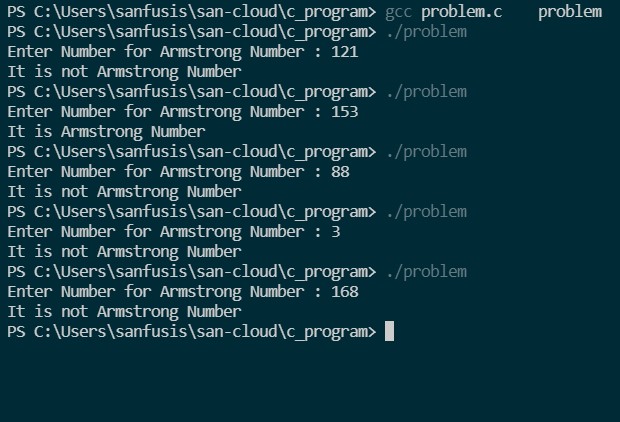 PS C:\Users\sanfusis\san-cloud\c_program> gcc problem.c    problem
PS C:\Users\sanfusis\san-cloud\c_program> ./problem
Enter Number for Armstrong Number : 121
It is not Armstrong Number
PS C:\Users\sanfusis\san-cloud\c_program> ./problem
Enter Number for Armstrong Number : 153
It is Armstrong Number
PS C:\Users\sanfusis\san-cloud\c_program> ./problem
Enter Number for Armstrong Number : 88
It is not Armstrong Number
PS C:\Users\sanfusis\san-cloud\c_program> ./problem
Enter Number for Armstrong Number : 3
It is not Armstrong Number
PS C:\Users\sanfusis\san-cloud\c_program> ./problem
Enter Number for Armstrong Number : 168
It is not Armstrong Number
PS C:\Users\sanfusis\san-cloud\c_program>